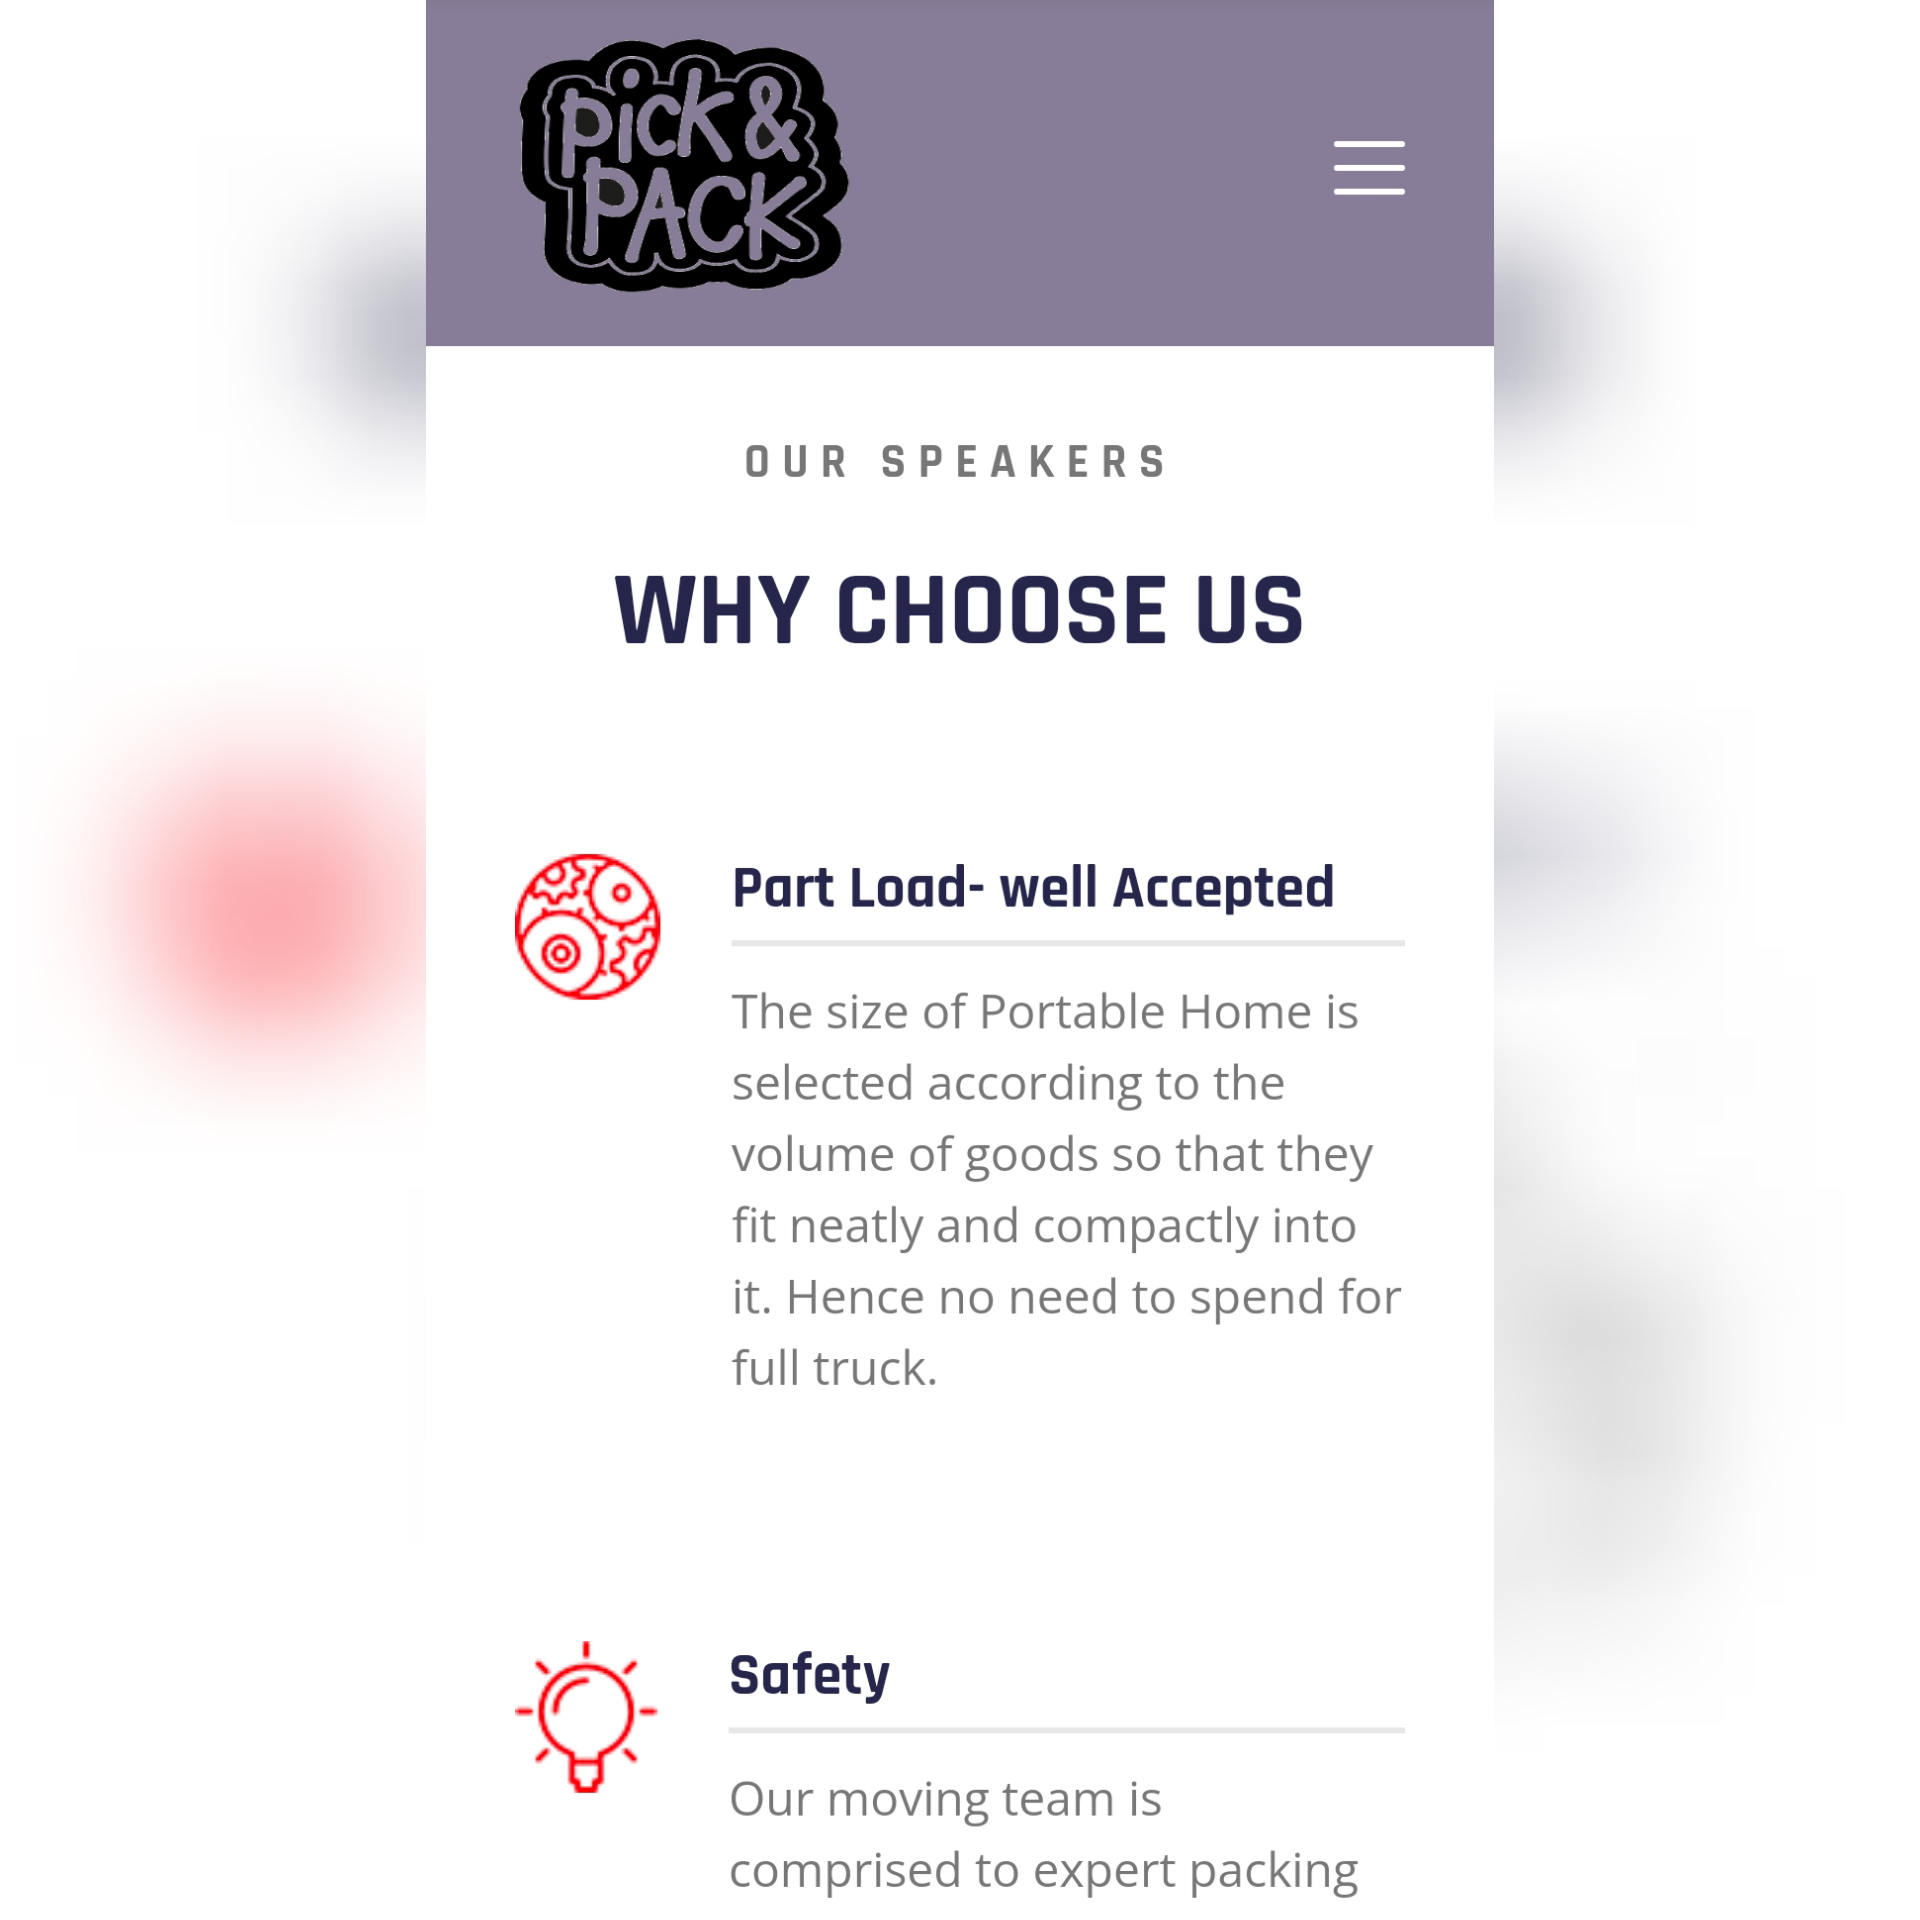 pick &
PACK
OUR SPEAKERS
WHY CHOOSE US
Part Load- well Accepted
The size of Portable Home is
selected according to the
volume of goods so that they
fit neatly and compactly into
it. Hence no need to spend for
full truck.
Safety
Our moving team is
comprised to expert packing